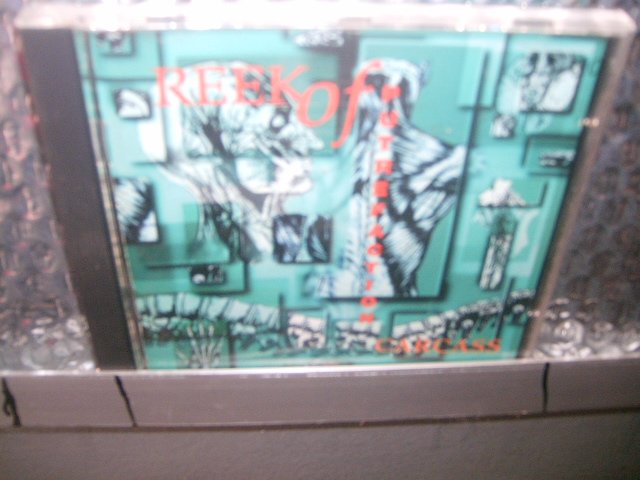 REEK of
PUTREFACTION
CARCASS